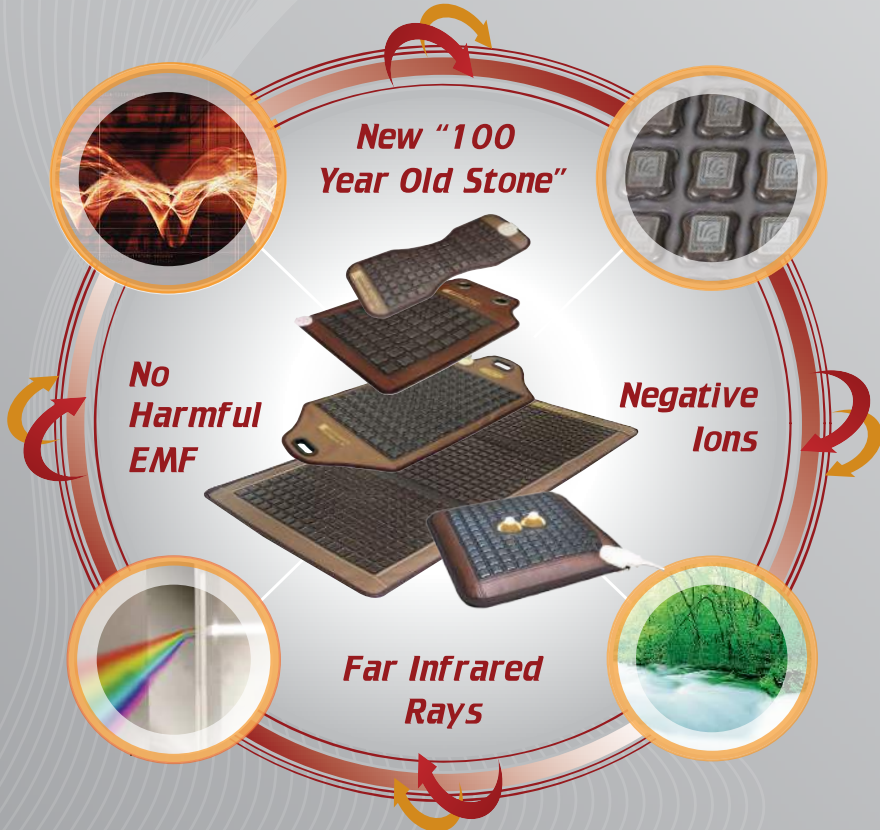 New “100
Year Old Stone”
No
Harmful
EMF
Negative
Ions
Far Infrared
Rays